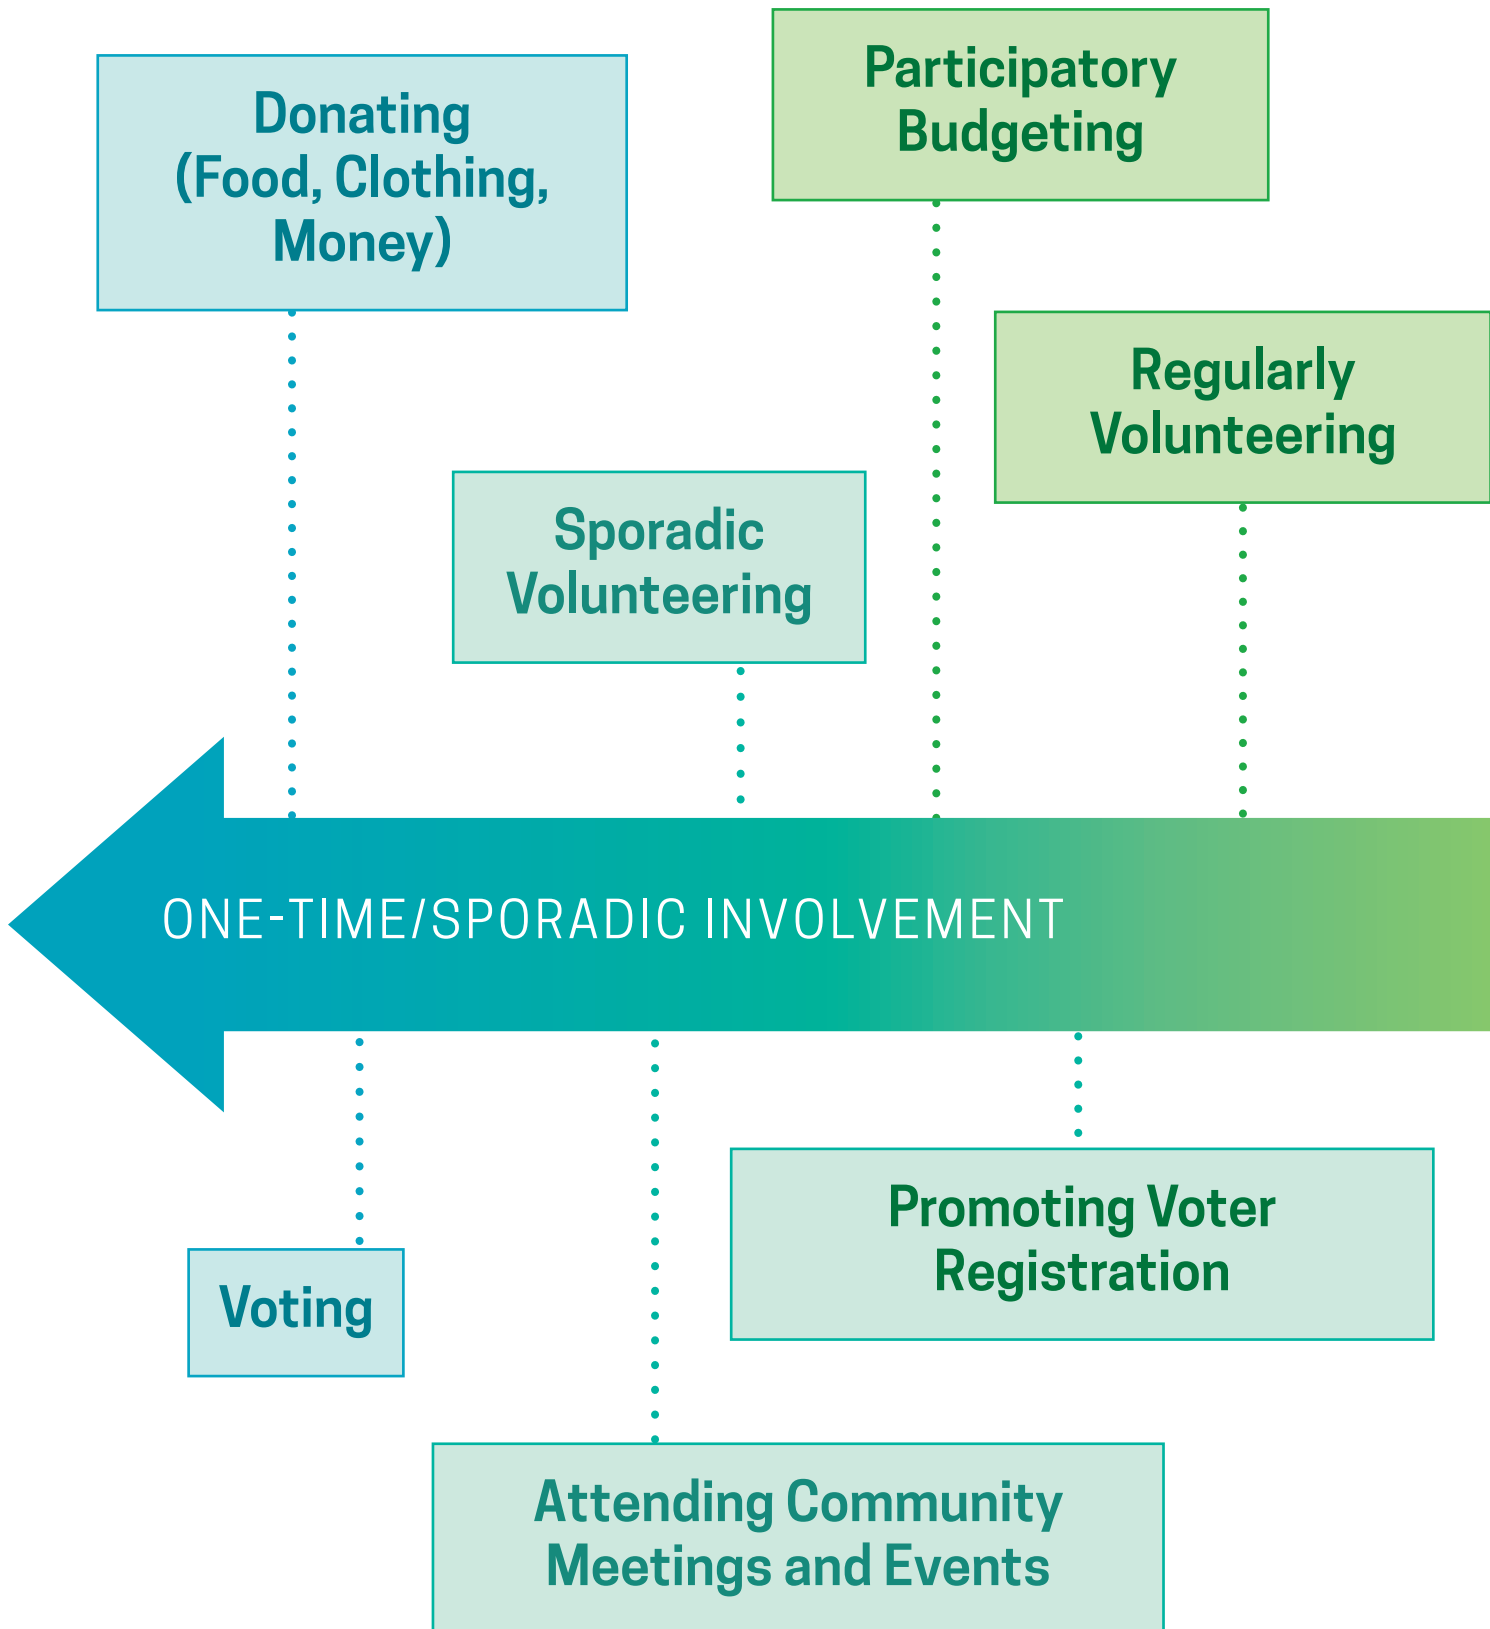 Participatory
Budgeting
Donating
(Food, Clothing,
Money)
Regularly
Volunteering
Sporadic
Volunteering
ONE-TIME/SPORADIC INVOLVEMENT
Promoting Voter
Registration
Voting
Attending Community
Meetings and Events